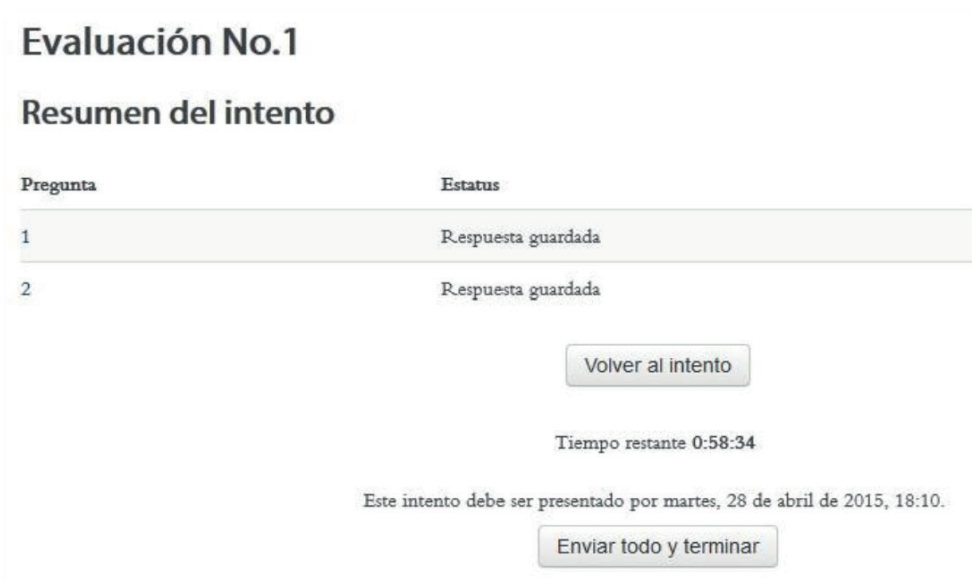 Evaluación No.1
Resumen del intento
Pregunta Estatus
1 Respuesta guardada
2 Respuesta guardada
Volver al intento
Tiempo restante 0:58:34
Este intento debe ser presentado por martes, 28 de abril de 2015, 18:10.
Enviar todo y terminar